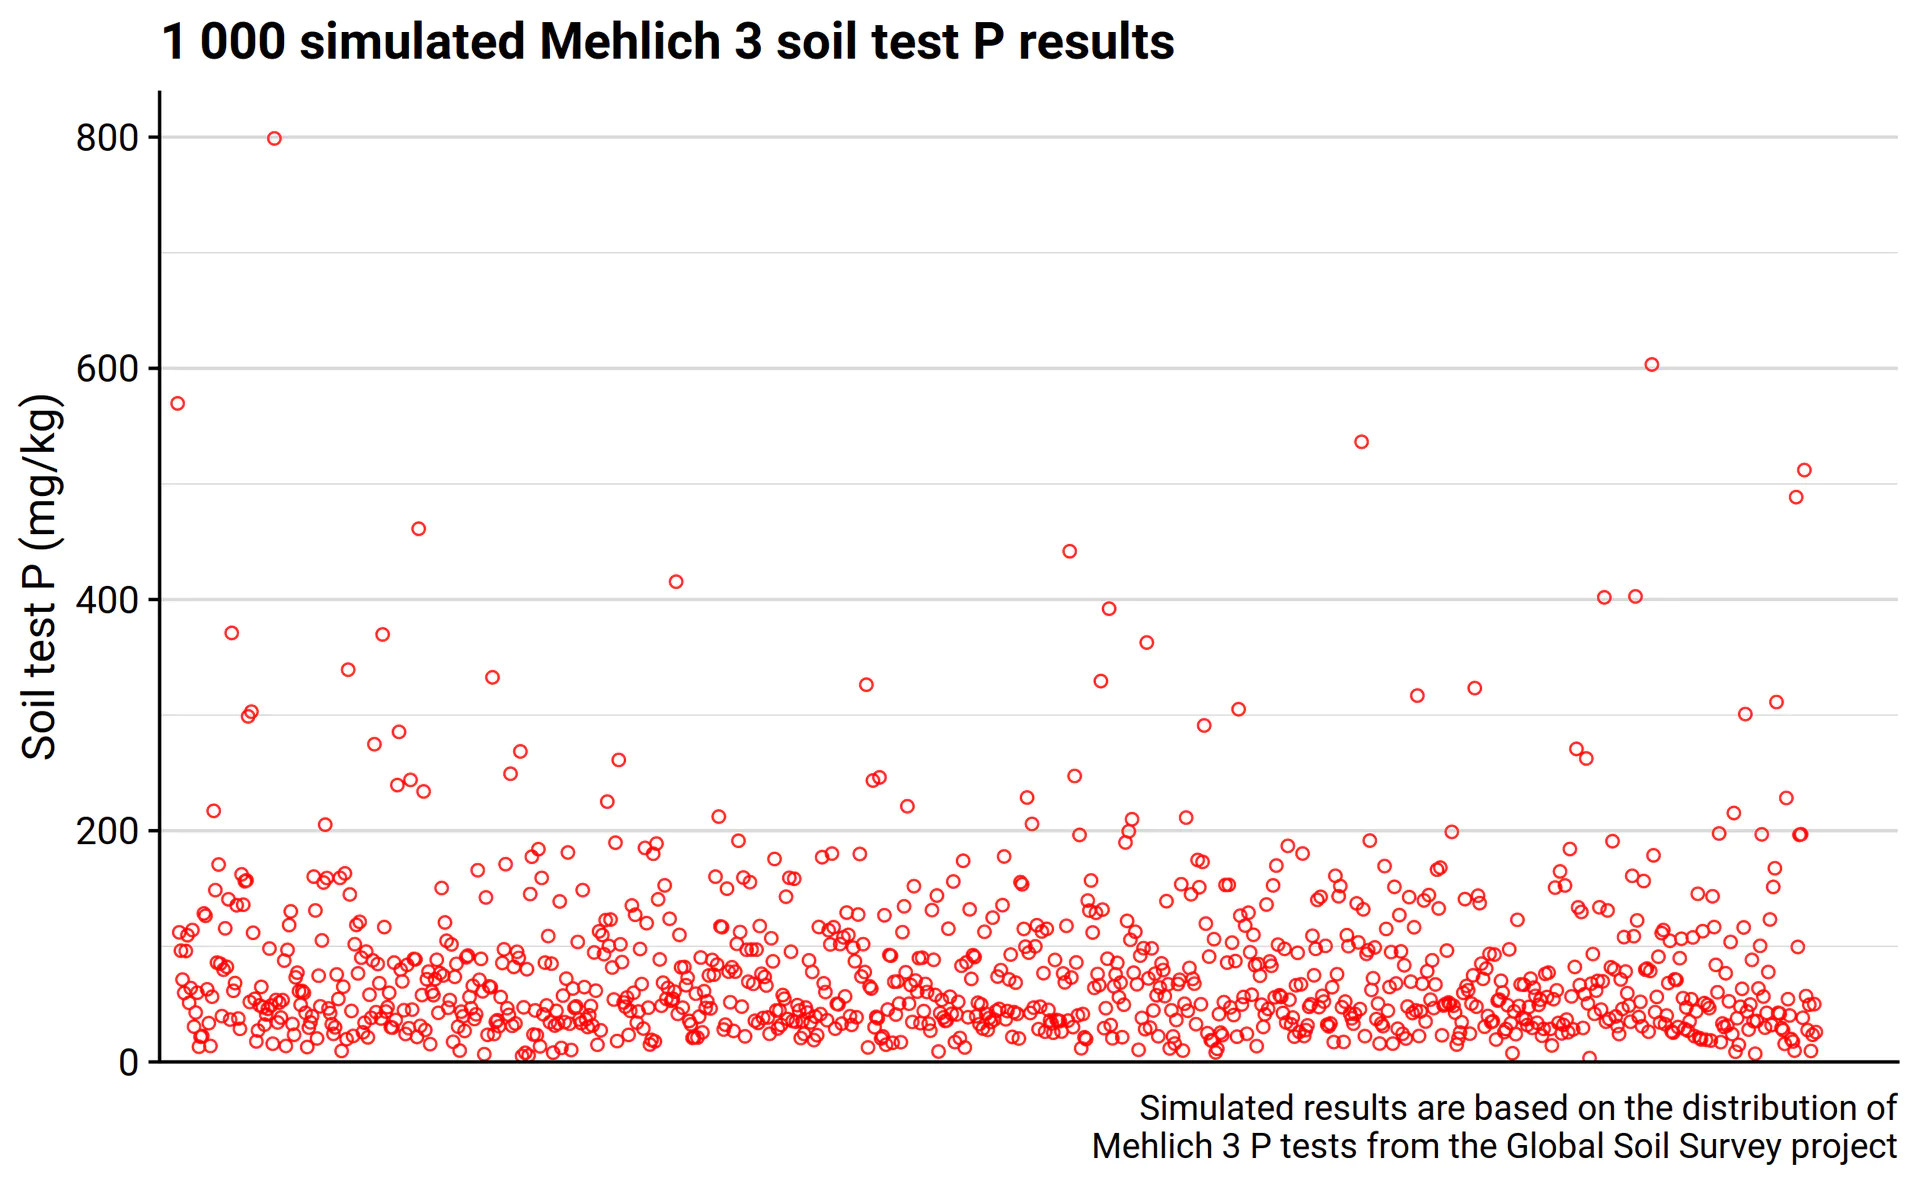 1 000 simulated Mehlich 3 soil test P results
Soil test P (mg/kg)
800
600
400
200
0
Simulated results are based on the distribution of
Mehlich 3 P tests from the Global Soil Survey project